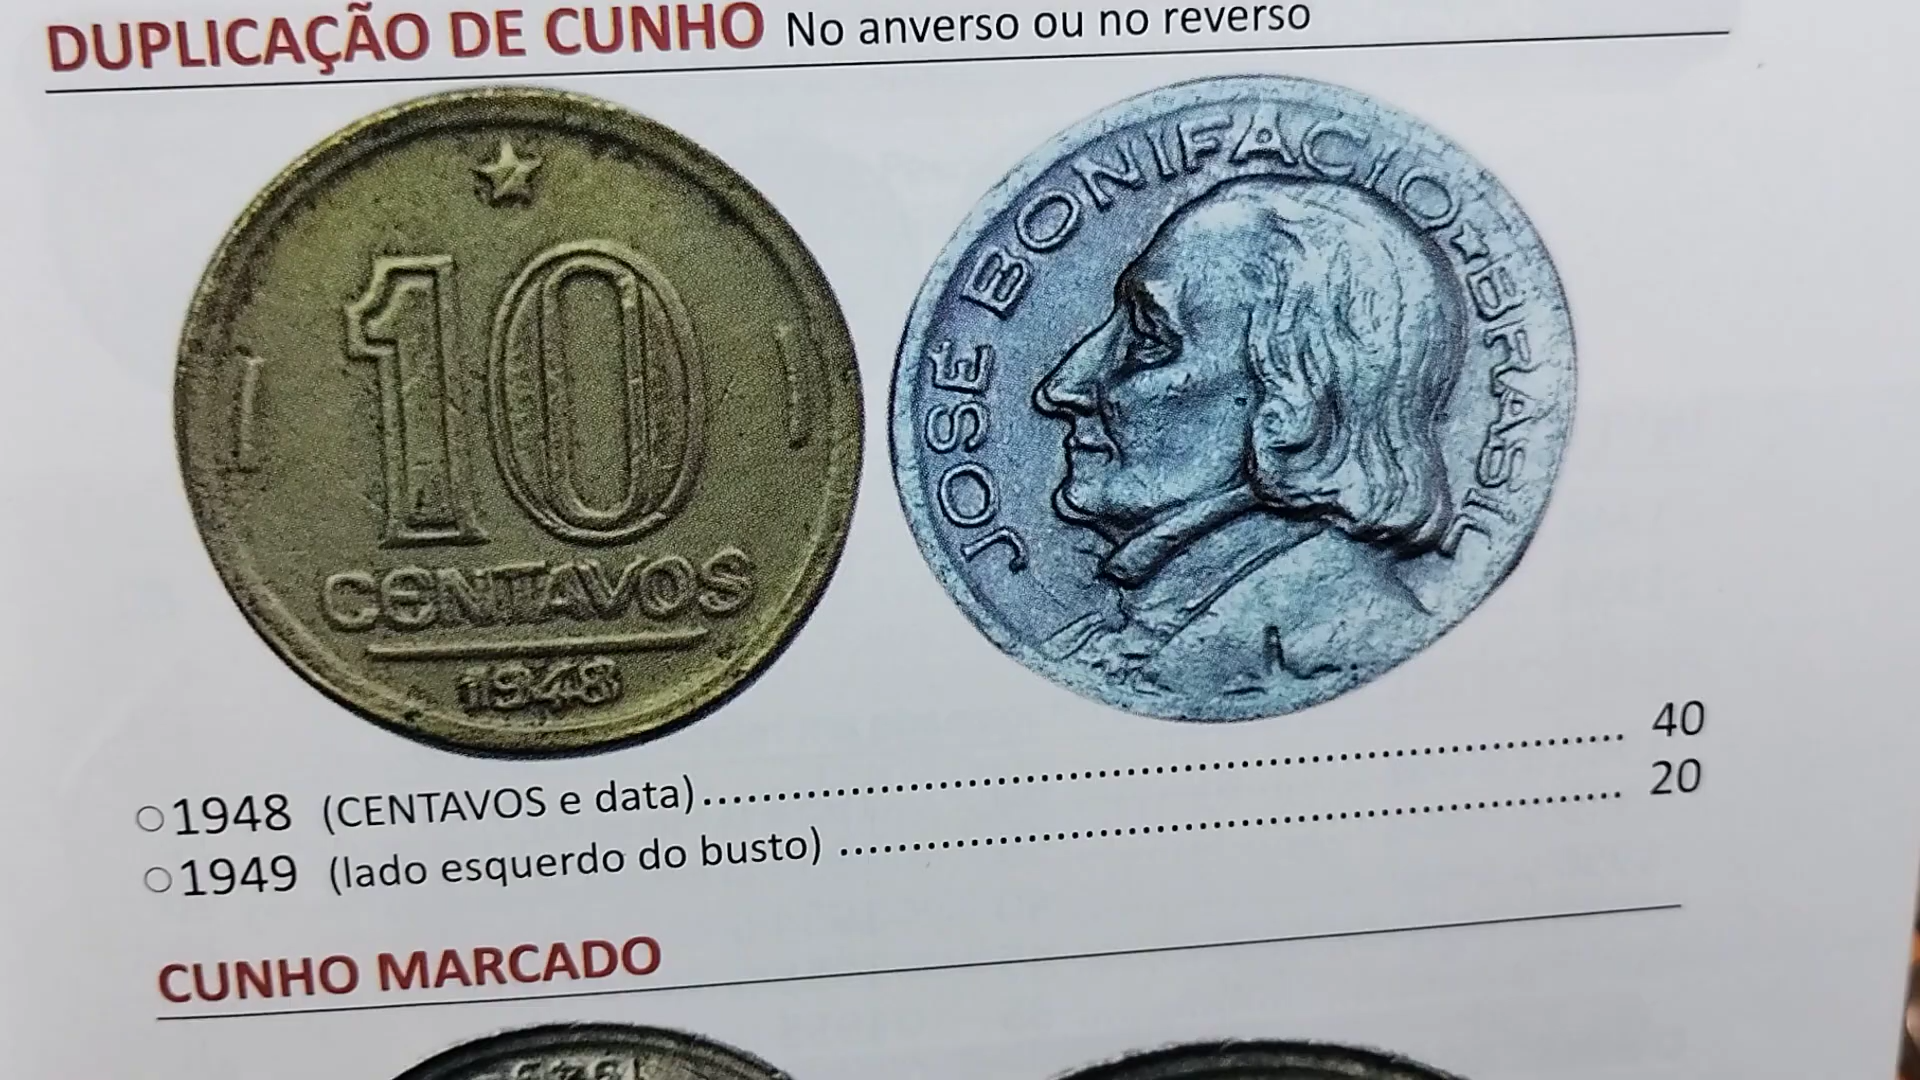 DUPLICAÇÃO DE CUNHO No anverso ou no reverso
10
CENTAVOS
1948
JOSÉ BONIFACIO★BRASIL
○ 1948 (CENTAVOS e data)........................................................................ 40
○ 1949 (lado esquerdo do busto) ............................................................ 20
CUNHO MARCADO